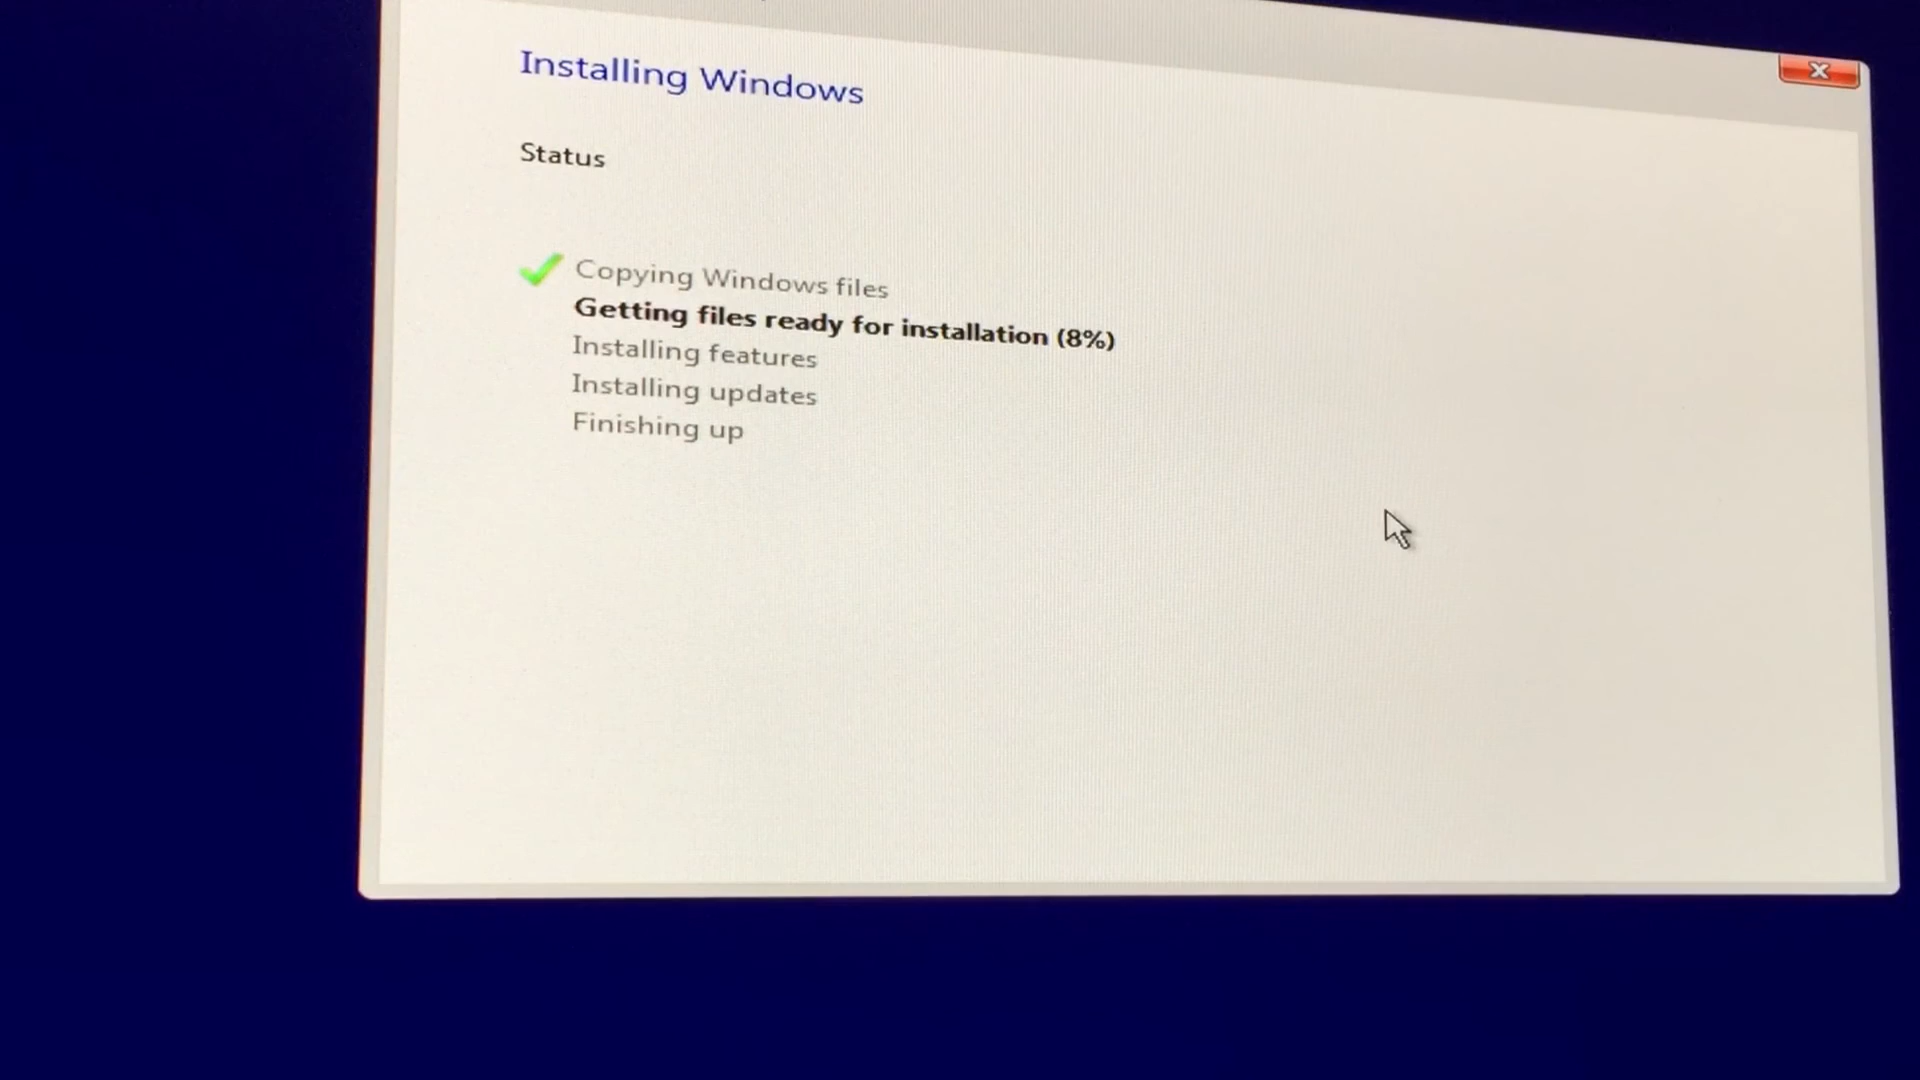 Installing Windows
Status
Copying Windows files
Getting files ready for installation (8%)
Installing features
Installing updates
Finishing up